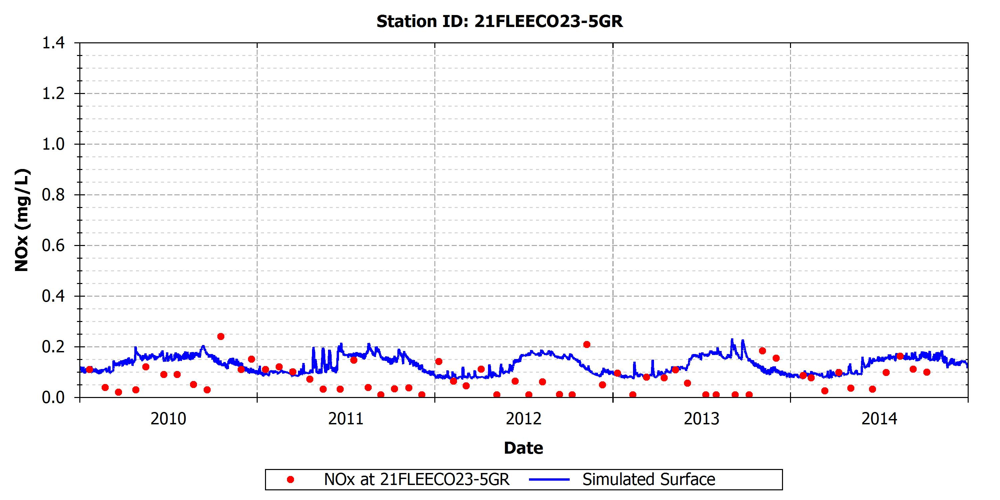 Station ID: 21FLEECO23-5GR
1.4
1.2
1.0
0.8
0.6
0.4
0.2
0.0
NOx (mg/L)
2010 2011 2012 2013 2014
Date
NOx at 21FLEECO23-5GR Simulated Surface